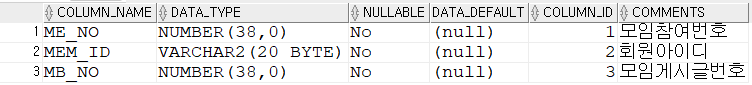 COLUMN_NAME DATA_TYPE NULLABLE DATA_DEFAULT COLUMN_ID COMMENTS
1 ME_NO NUMBER(38,0) No (null) 1 모임참여번호
2 MEM_ID VARCHAR2(20 BYTE) No (null) 2 회원아이디
3 MB_NO NUMBER(38,0) No (null) 3 모임게시글번호